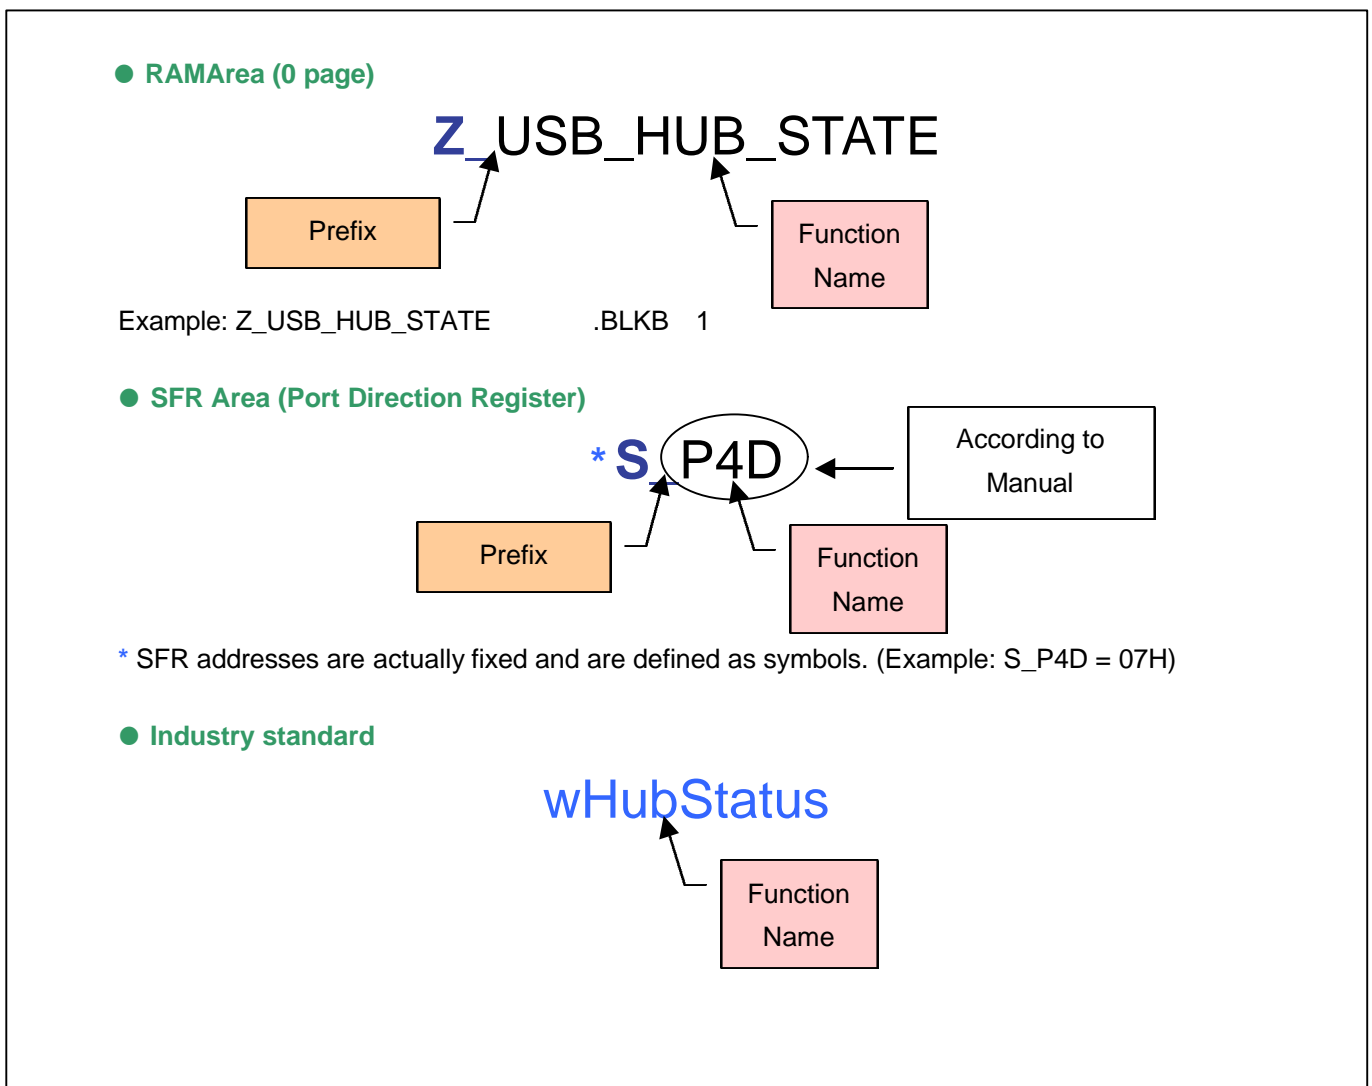 ● RAMArea (0 page)
Z_USB_HUB_STATE
Prefix
Function
Name
Example: Z_USB_HUB_STATE .BLKB 1
● SFR Area (Port Direction Register)
* S_P4D
According to
Manual
Prefix
Function
Name
* SFR addresses are actually fixed and are defined as symbols. (Example: S_P4D = 07H)
● Industry standard
wHubStatus
Function
Name